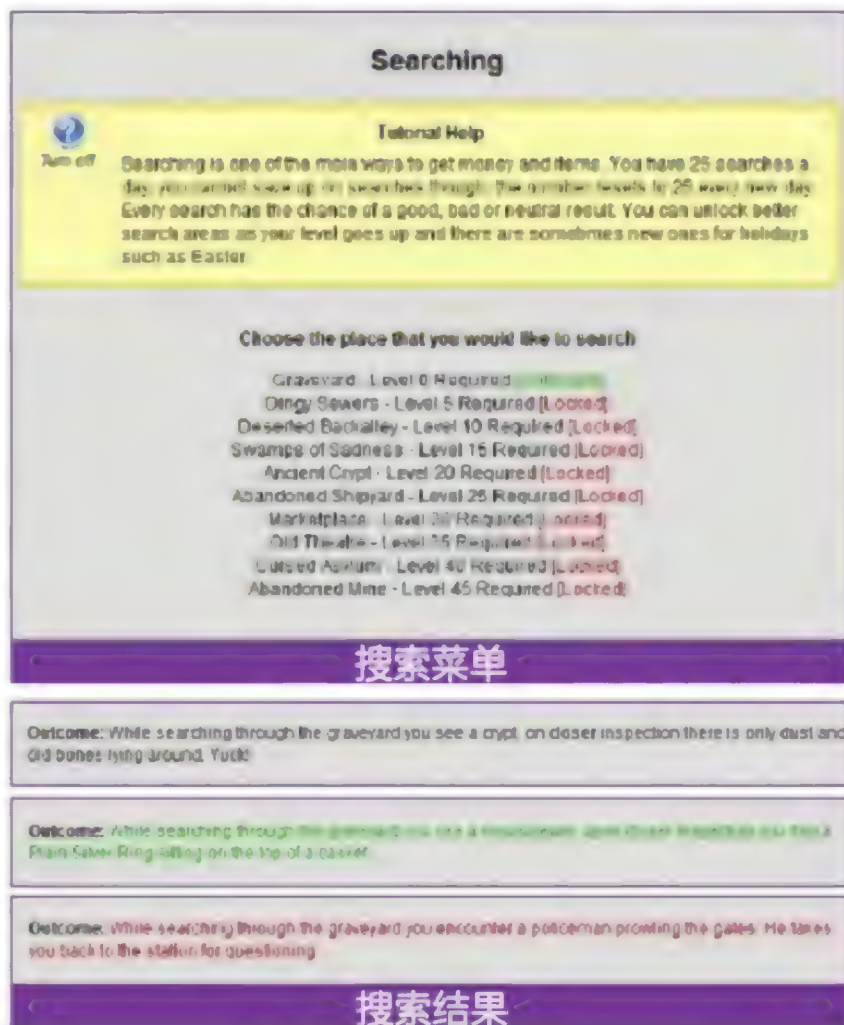 Searching
Tutorial Help
Turn off
Searching is one of the main ways to get money and items. You have 25 searches a
day, you cannot save up on searches though. The number resets to 25 every new day.
Every search has the chance of a good, bad or neutral result. You can unlock better
search areas as your level goes up and there are sometimes new ones for holidays
such as Easter
Choose the place that you would like to search
Graveyard - Level 0 Required
Dingy Sewers - Level 5 Required [Locked]
Deserted Backalley - Level 10 Required [Locked]
Swamps of Sadness - Level 15 Required [Locked]
Ancient Crypt - Level 20 Required [Locked]
Abandoned Shipyard - Level 25 Required [Locked]
Marketplace - Level 30 Required [Locked]
Old Theatre - Level 35 Required [Locked]
Cursed Asylum - Level 40 Required [Locked]
Abandoned Mine - Level 45 Required [Locked]
搜索菜单
Outcome: While searching through the graveyard you see a crypt, on closer inspection there is only dust and
old bones lying around. Yuck!
Outcome: While searching through the graveyard you see a upon closer inspection you find a
Plain Silver Ring sitting on the top of a casket
Outcome: While searching through the graveyard you encounter a policeman prowling the gates. He takes
you back to the station for questioning
搜索结果